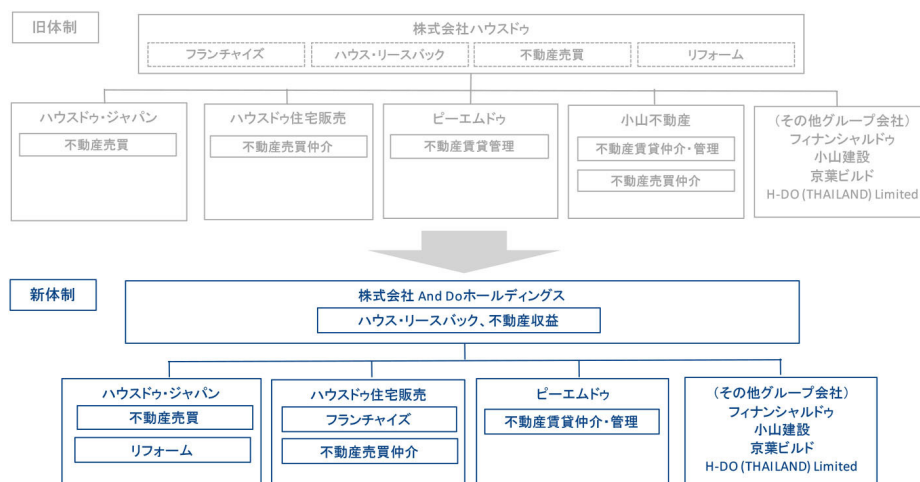 旧体制
株式会社ハウスドゥ
フランチャイズ
ハウス・リースバック
不動産売買
リフォーム
ハウスドゥ・ジャパン
不動産売買
ハウスドゥ住宅販売
不動産売買仲介
ピーエムドゥ
不動産賃貸管理
小山不動産
不動産賃貸仲介・管理
不動産売買仲介
(その他グループ会社)
フィナンシャルドゥ
小山建設
京葉ビルド
H-DO (THAILAND) Limited
新体制
株式会社 And Doホールディングス
ハウス・リースバック、不動産収益
ハウスドゥ・ジャパン
不動産売買
リフォーム
ハウスドゥ住宅販売
フランチャイズ
不動産売買仲介
ピーエムドゥ
不動産賃貸仲介・管理
(その他グループ会社)
フィナンシャルドゥ
小山建設
京葉ビルド
H-DO (THAILAND) Limited